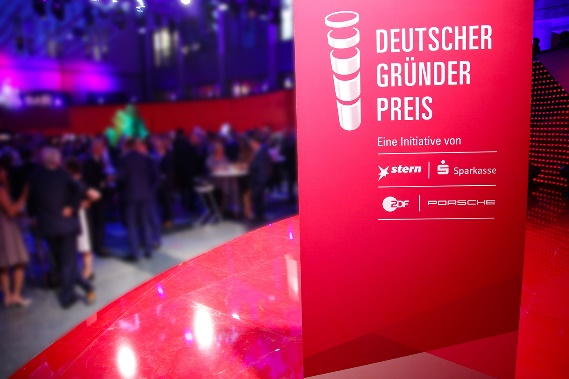 DEUTSCHER
GRÜNDER
PREIS
Eine Initiative von
stern Sparkasse
ZDF PORSCHE